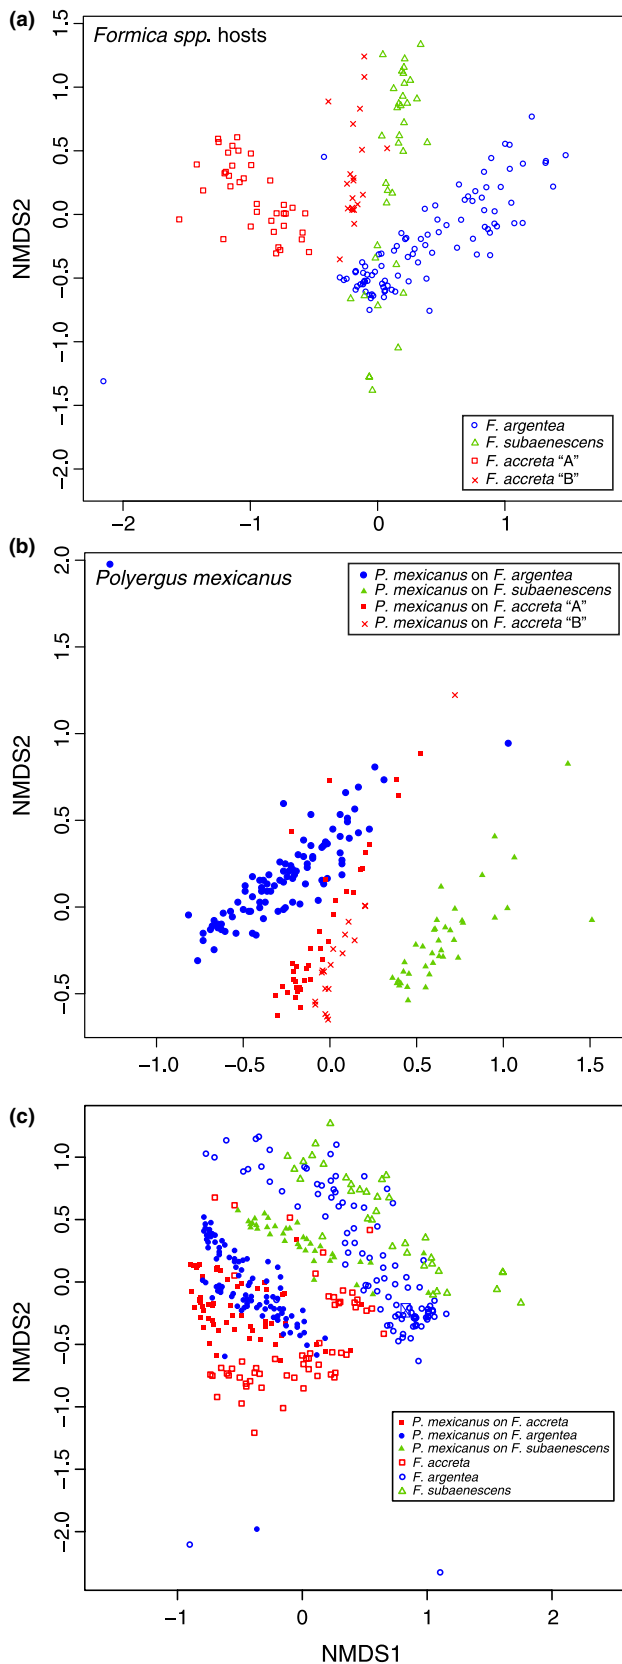 (a)
Formica spp. hosts
1.5
1.0
0.5
0.0
−0.5
−1.0
−1.5
−2.0
NMDS2
−2
−1
0
1
F. argentea
F. subaenescens
F. accreta “A”
F. accreta “B”
(b)
Polyergus mexicanus
2.0
1.5
1.0
0.5
0.0
−0.5
NMDS2
P. mexicanus on F. argentea
P. mexicanus on F. subaenescens
P. mexicanus on F. accreta “A”
P. mexicanus on F. accreta “B”
−1.0
−0.5
0.0
0.5
1.0
1.5
(c)
1.0
0.5
0.0
−0.5
−1.0
−1.5
−2.0
NMDS2
P. mexicanus on F. accreta
P. mexicanus on F. argentea
P. mexicanus on F. subaenescens
F. accreta
F. argentea
F. subaenescens
−1
0
1
2
NMDS1